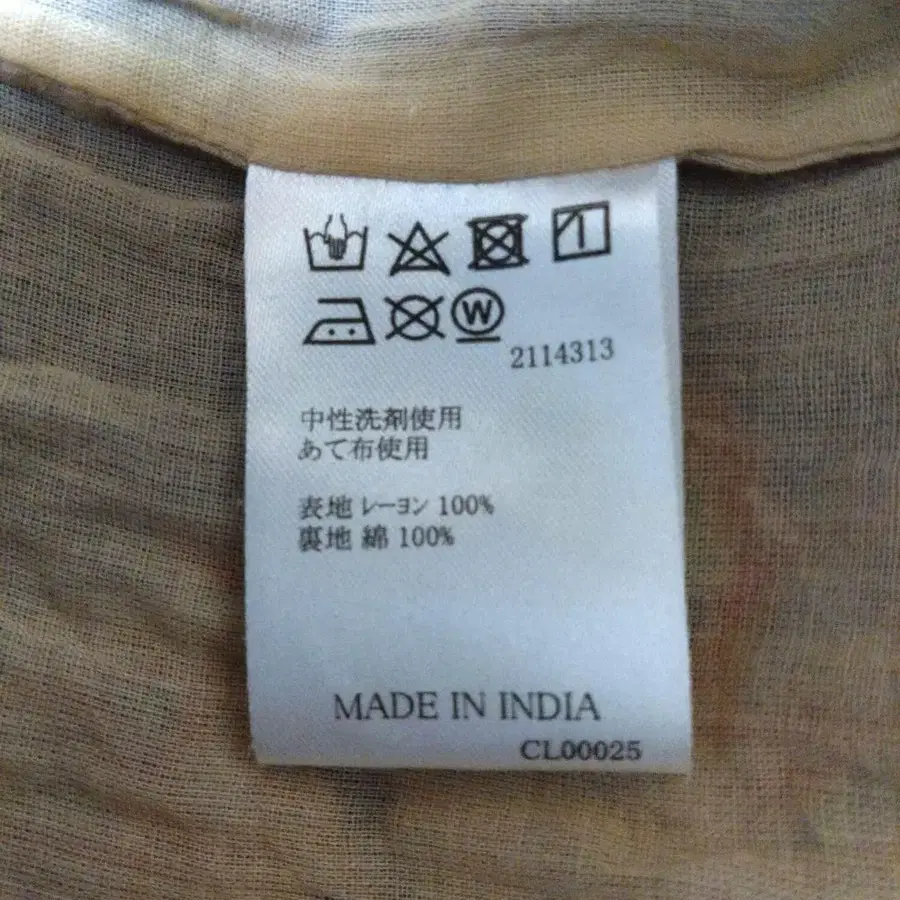 W
2114313
中性洗剤使用
あて布使用
表地 レーヨン 100%
裏地 綿 100%
MADE IN INDIA
CL00025